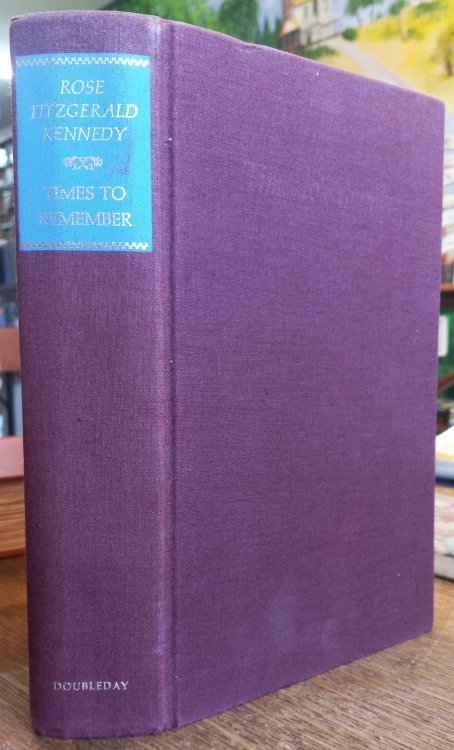 ROSE
FITZGERALD
KENNEDY
TIMES TO
REMEMBER
DOUBLEDAY